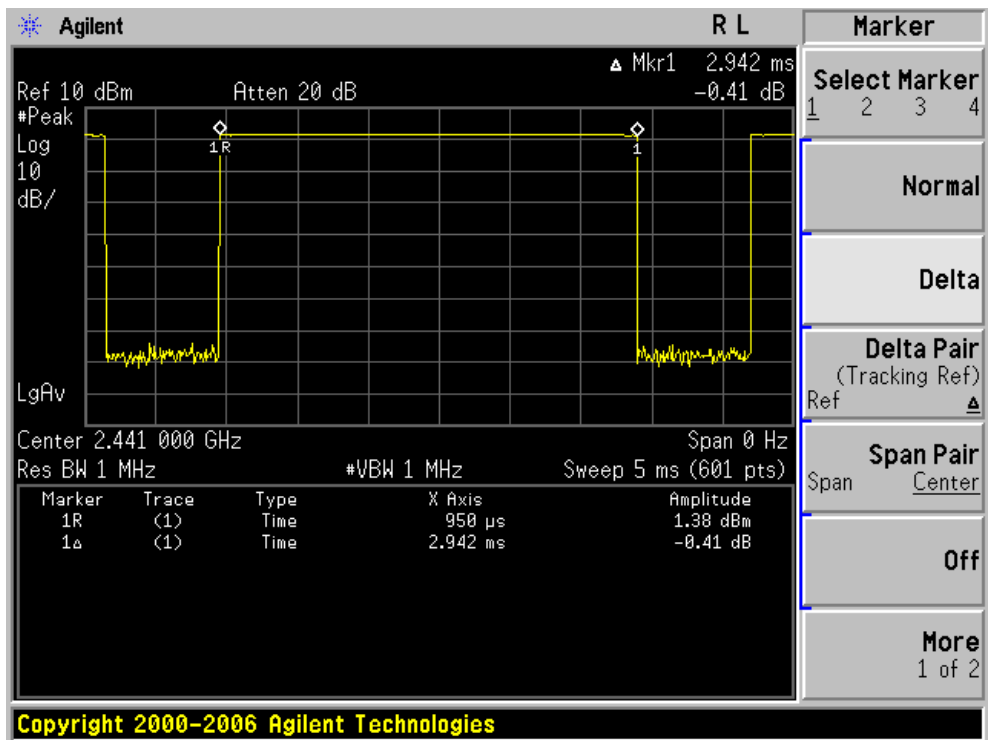 Agilent
R L
Marker
Δ Mkr1 2.942 ms
Ref 10 dBm Atten 20 dB -0.41 dB
#Peak
Log
10
dB/
1R
1
LgAv
Center 2.441 000 GHz Span 0 Hz
Res BW 1 MHz #VBW 1 MHz Sweep 5 ms (601 pts)
Marker Trace Type X Axis Amplitude
1R (1) Time 950 µs 1.38 dBm
1Δ (1) Time 2.942 ms -0.41 dB
Select Marker
1 2 3 4
Normal
Delta
Delta Pair
(Tracking Ref)
Ref Δ
Span Pair
Span Center
Off
More
1 of 2
Copyright 2000-2006 Agilent Technologies